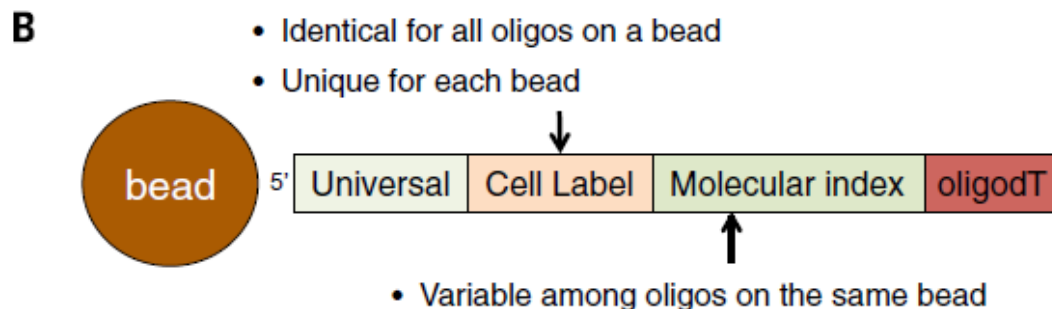 B
• Identical for all oligos on a bead
• Unique for each bead
bead 5' Universal Cell Label Molecular index oligodT
• Variable among oligos on the same bead